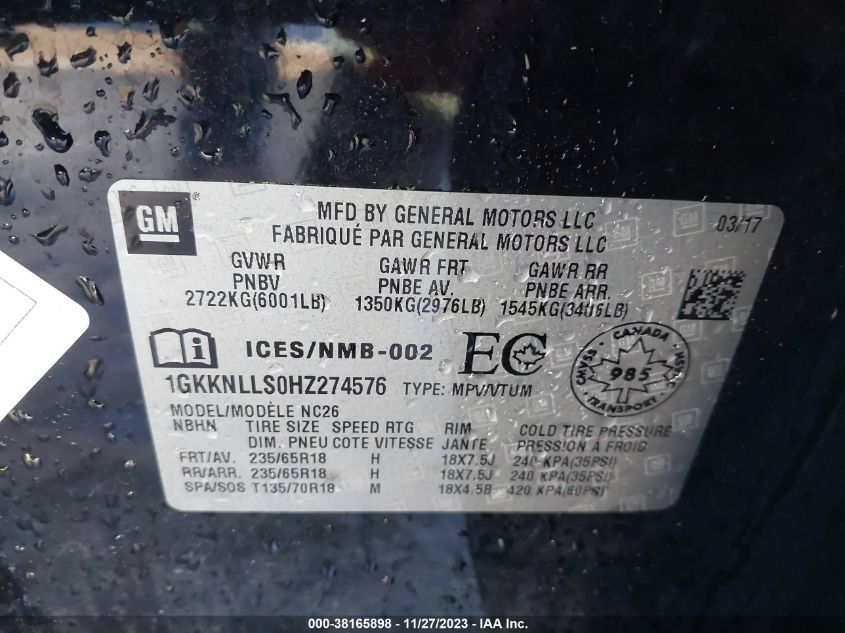 GM ®
MFD BY GENERAL MOTORS LLC
FABRIQUÉ PAR GENERAL MOTORS LLC
03/17
GVWR GAWR FRT GAWR RR
PNBV PNBE AV. PNBE ARR.
2722KG(6001LB) 1350KG(2976LB) 1545KG(3406LB)
i ICES/NMB-002 EC
CANADA
CMVSS 985 NSVAC
TRANSPORT
1GKKNLLS0HZ274576 TYPE: MPV/VTUM
MODEL/MODÈLE NC26
NBHN TIRE SIZE SPEED RTG RIM COLD TIRE PRESSURE
DIM. PNEU COTE VITESSE JANTE PRESSION A FROID
FRT/AV. 235/65R18 H 18X7.5J 240 KPA(35PSI)
RR/ARR. 235/65R18 H 18X7.5J 240 KPA(35PSI)
SPA/SOS T135/70R18 M 18X4.5B 420 KPA(60PSI)
000-38165898 - 11/27/2023 - IAA Inc.